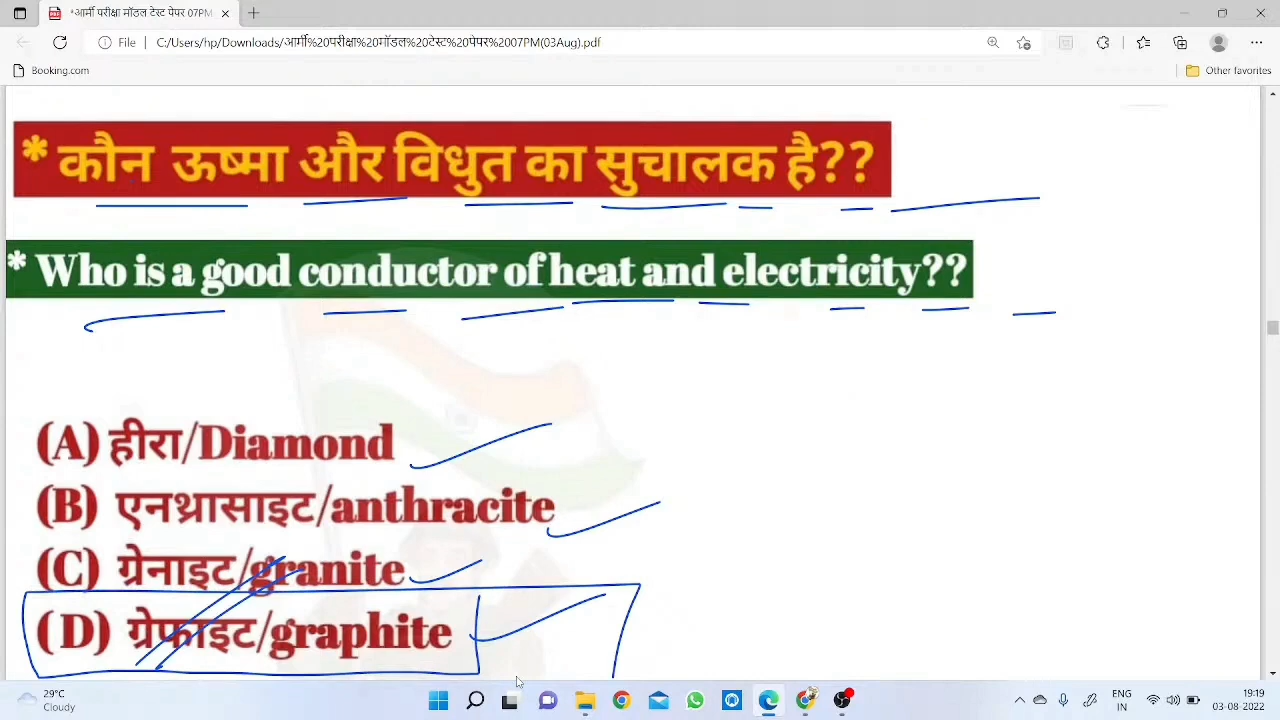 *आर्मी परीक्षा मॉडल टेस्ट पेपर 07PM
File
C:/Users/hp/Downloads/आर्मी%20परीक्षा%20मॉडल%20टेस्ट%20पेपर%2007PM(03Aug).pdf
Booking.com
Other favorites
* कौन ऊष्मा और विधुत का सुचालक है??
* Who is a good conductor of heat and electricity??
(A) हीरा/Diamond
(B) एनथ्रासाइट/anthracite
(C) ग्रेनाइट/granite
(D) ग्रेफाइट/graphite
29°C
Cloudy
ENG
IN
19:19
03-08-2022